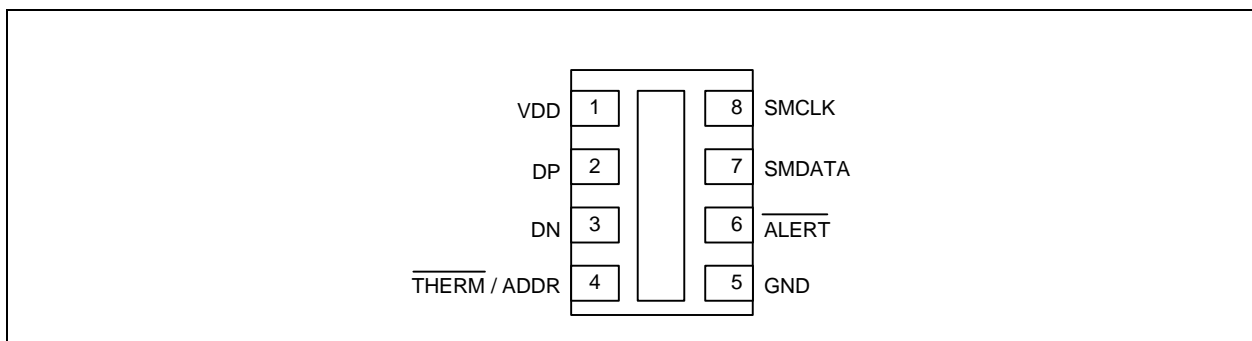 VDD 1 8 SMCLK
DP 2 7 SMDATA
DN 3 6 ALERT
THERM / ADDR 4 5 GND